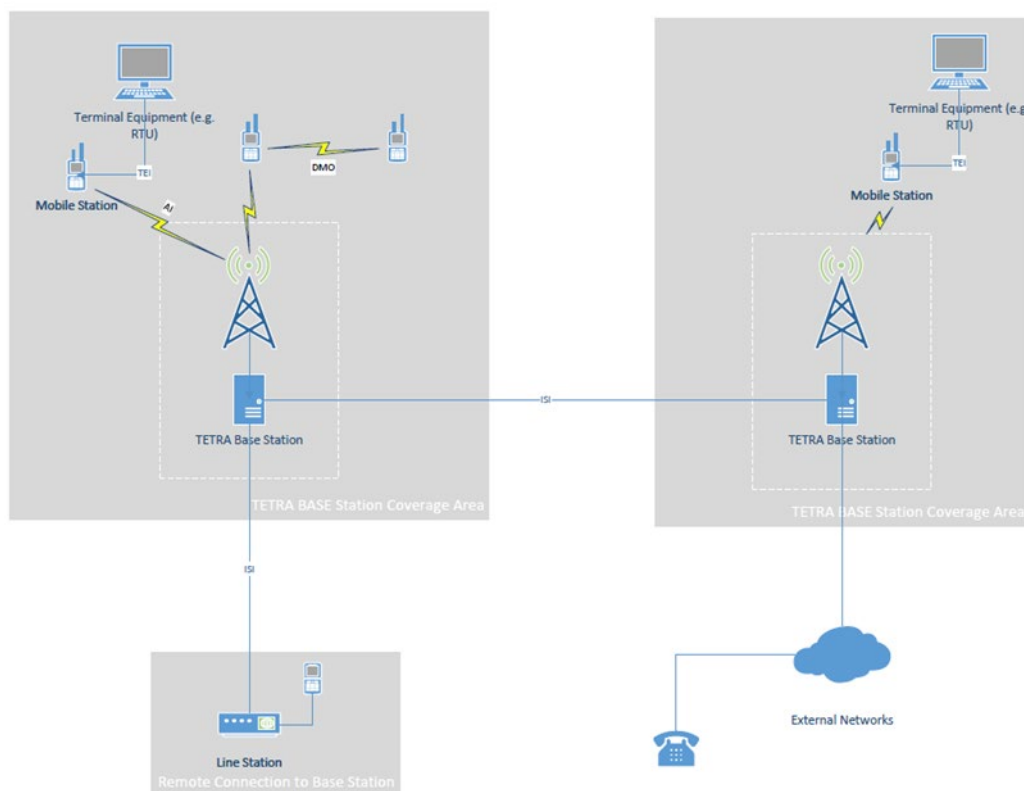 Terminal Equipment (e.g.
RTU)
TEI
Mobile Station
DMO
AI
TETRA Base Station
TETRA BASE Station Coverage Area
ISI
Terminal Equipment (e.g.
RTU)
TEI
Mobile Station
TETRA Base Station
TETRA BASE Station Coverage Area
ISI
Line Station
Remote Connection to Base Station
External Networks